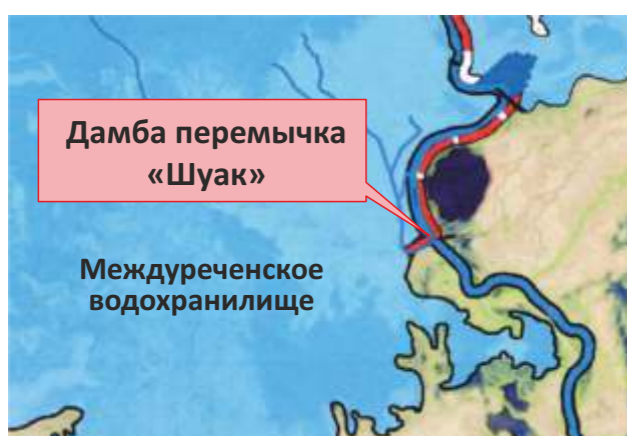 Дамба перемычка
«Шуак»
Междуреченское
водохранилище